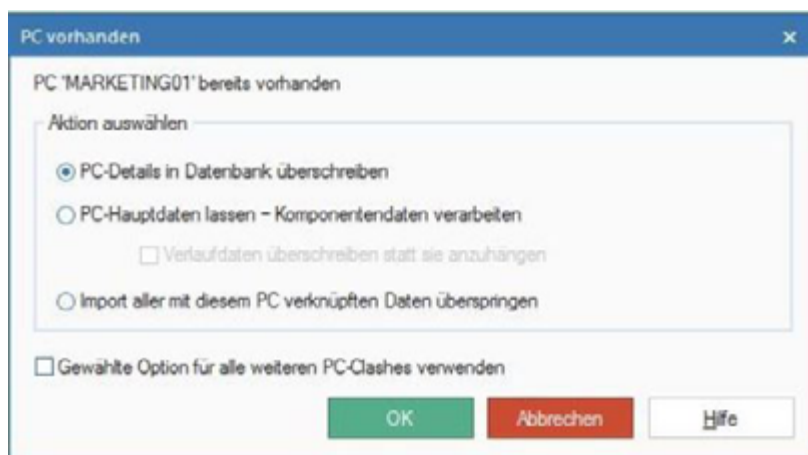 PC vorhanden
PC 'MARKETING01' bereits vorhanden
Aktion auswählen
PC-Details in Datenbank überschreiben
PC-Hauptdaten lassen - Komponentendaten verarbeiten
Verlaufdaten überschreiben statt sie anzuhängen
Import aller mit diesem PC verknüpften Daten überspringen
Gewählte Option für alle weiteren PC-Clashes verwenden
OK Abbrechen Hilfe